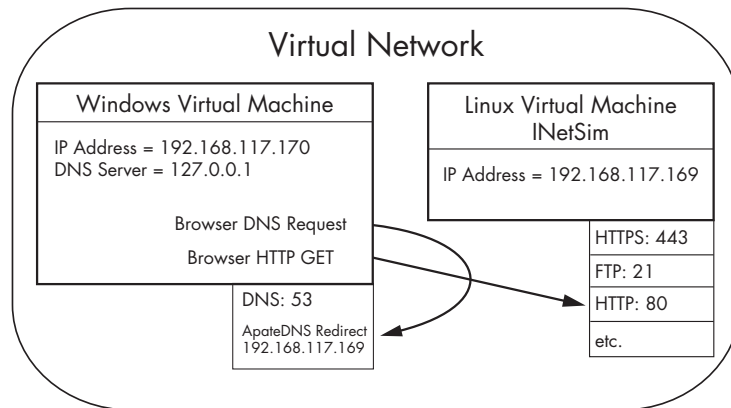 Virtual Network
Windows Virtual Machine
IP Address = 192.168.117.170
DNS Server = 127.0.0.1
Browser DNS Request
Browser HTTP GET
DNS: 53
ApateDNS Redirect
192.168.117.169
Linux Virtual Machine
INetSim
IP Address = 192.168.117.169
HTTPS: 443
FTP: 21
HTTP: 80
etc.